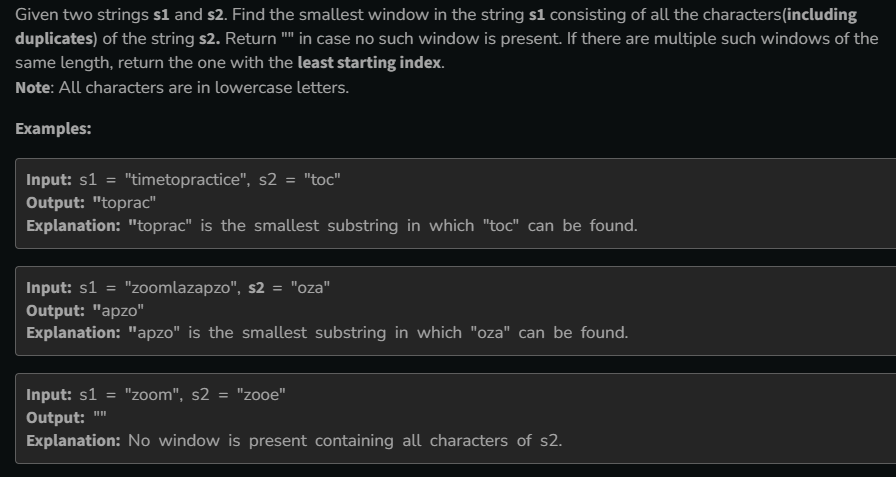 Given two strings s1 and s2. Find the smallest window in the string s1 consisting of all the characters(including
duplicates) of the string s2. Return "" in case no such window is present. If there are multiple such windows of the
same length, return the one with the least starting index.
Note: All characters are in lowercase letters.
Examples:
Input: s1 = "timetopractice", s2 = "toc"
Output: "toprac"
Explanation: "toprac" is the smallest substring in which "toc" can be found.
Input: s1 = "zoomlazapzo", s2 = "oza"
Output: "apzo"
Explanation: "apzo" is the smallest substring in which "oza" can be found.
Input: s1 = "zoom", s2 = "zooe"
Output: ""
Explanation: No window is present containing all characters of s2.